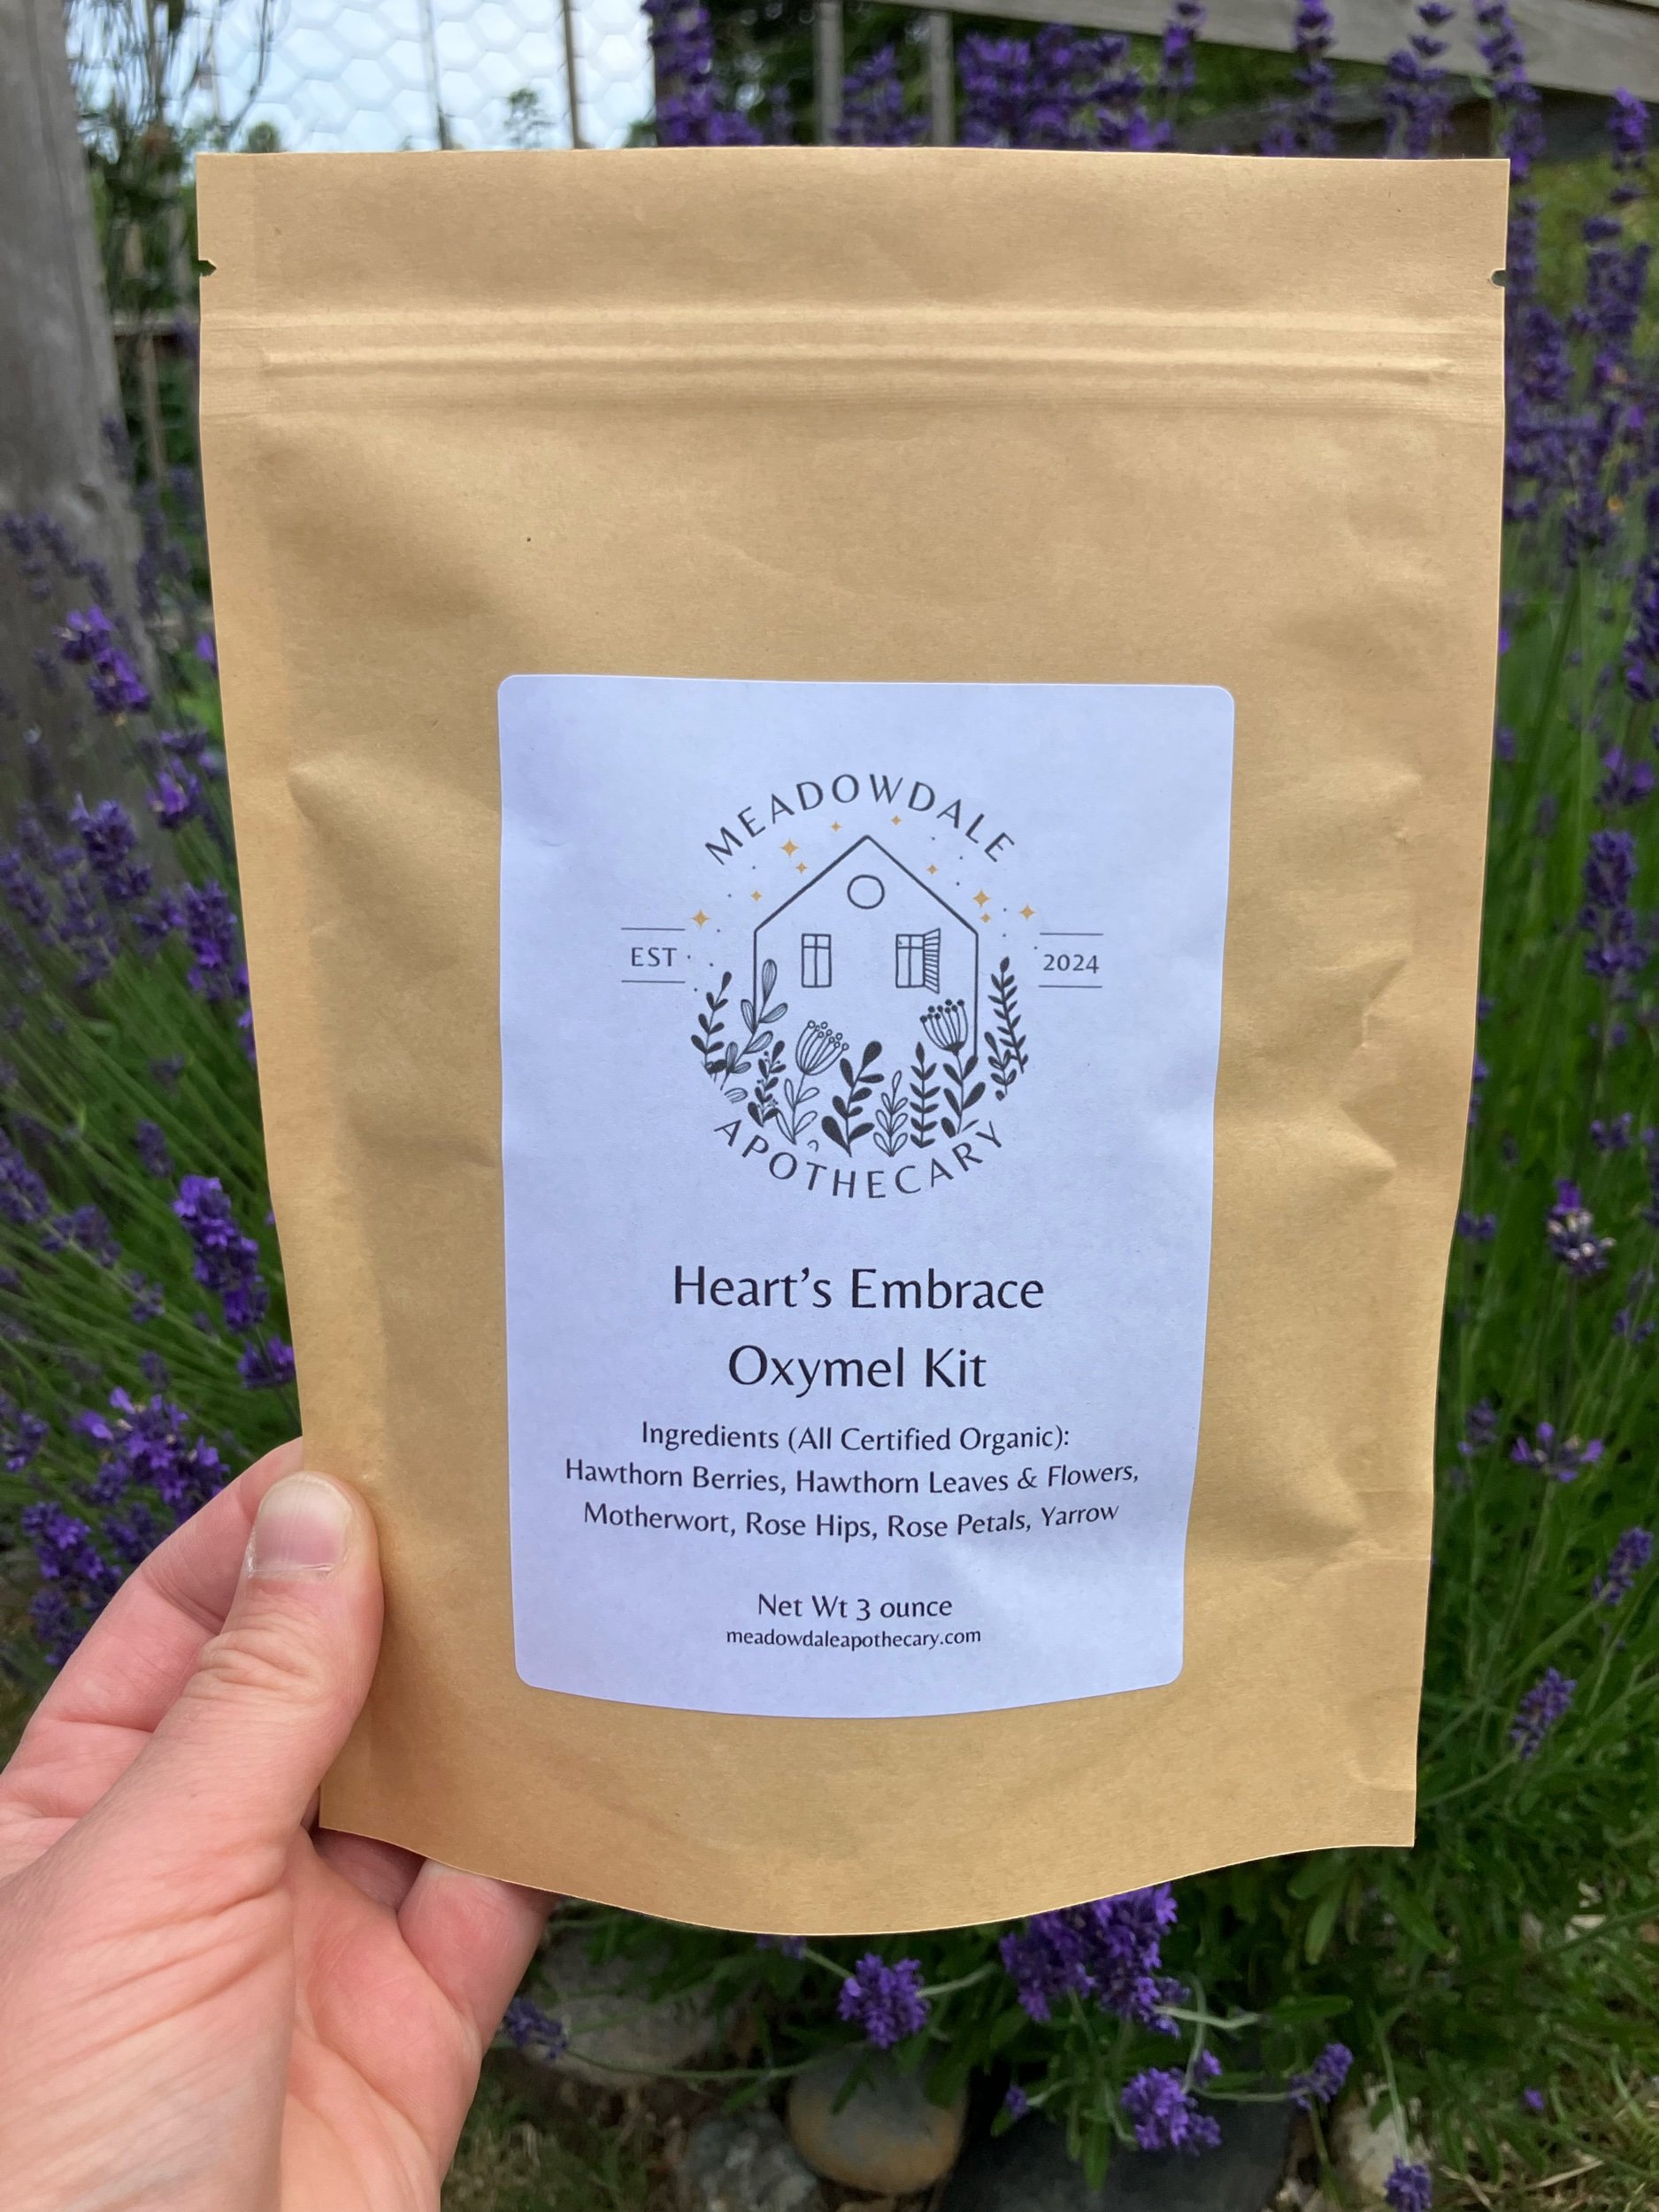 MEADOWDALE
EST
2024
APOTHECARY
Heart's Embrace
Oxymel Kit
Ingredients (All Certified Organic):
Hawthorn Berries, Hawthorn Leaves & Flowers,
Motherwort, Rose Hips, Rose Petals, Yarrow
Net Wt 3 ounce
meadowdaleapothecary.com